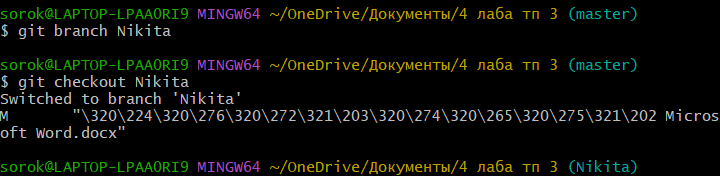 sorok@LAPTOP-LPAAORI9 MINGW64 ~/OneDrive/Документы/4 лаба тп 3 (master)
$ git branch Nikita
sorok@LAPTOP-LPAAORI9 MINGW64 ~/OneDrive/Документы/4 лаба тп 3 (master)
$ git checkout Nikita
Switched to branch 'Nikita'
M       "\320\224\320\276\320\272\321\203\320\274\320\265\320\275\321\202 Micros
oft Word.docx"
sorok@LAPTOP-LPAAORI9 MINGW64 ~/OneDrive/Документы/4 лаба тп 3 (Nikita)